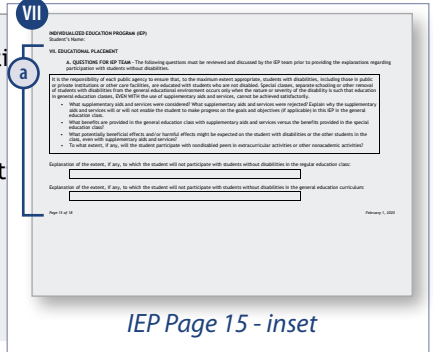 VII
INDIVIDUALIZED EDUCATION PROGRAM (IEP)
Student's Name:
VII. EDUCATIONAL PLACEMENT
a
A. QUESTIONS FOR IEP TEAM - The following questions must be reviewed and discussed by the IEP team prior to providing the explanations regarding
participation with students without disabilities.
It is the responsibility of each public agency to ensure that, to the maximum extent appropriate, students with disabilities, including those in public
or private institutions or other care facilities, are educated with students who are not disabled. Special classes, separate schooling or other removal
of students with disabilities from the general educational environment occurs only when the nature or severity of the disability is such that education
in general education classes, EVEN WITH the use of supplementary aids and services, cannot be achieved satisfactorily.
• What supplementary aids and services were considered? What supplementary aids and services were rejected? Explain why the supplementary
aids and services will or will not enable the student to make progress on the goals and objectives (if applicable) in this IEP in the general
education class.
• What benefits are provided in the general education class with supplementary aids and services versus the benefits provided in the special
education class?
• What potentially beneficial effects and/or harmful effects might be expected on the student with disabilities or the other students in the
class, even with supplementary aids and services?
• To what extent, if any, will the student participate with nondisabled peers in extracurricular activities or other nonacademic activities?
Explanation of the extent, if any, to which the student will not participate with students without disabilities in the regular education class:
Explanation of the extent, if any, to which the student will not participate with students without disabilities in the general education curriculum:
Page 15 of 18 February 1, 2020
IEP Page 15 - inset